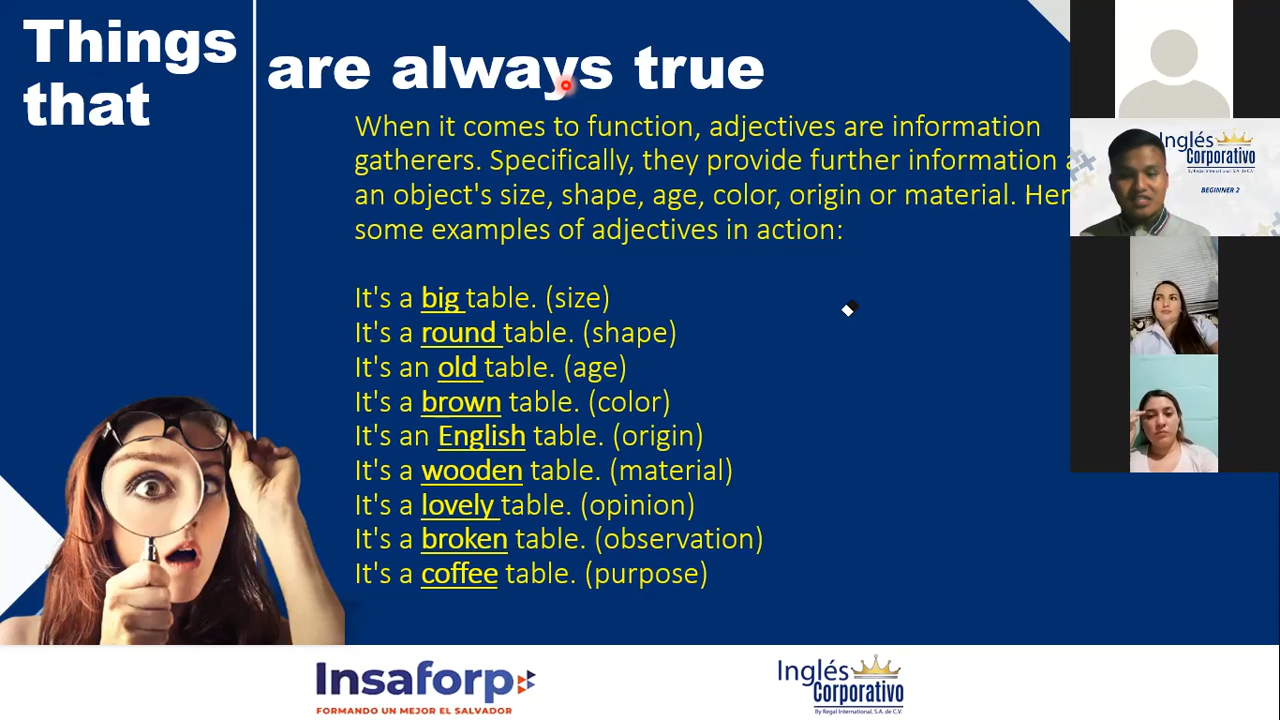 Things
that
are always true
When it comes to function, adjectives are information
gatherers. Specifically, they provide further information
an object's size, shape, age, color, origin or material.
some examples of adjectives in action:
It's a big table. (size)
It's a round table. (shape)
It's an old table. (age)
It's a brown table. (color)
It's an English table. (origin)
It's a wooden table. (material)
It's a lovely table. (opinion)
It's a broken table. (observation)
It's a coffee table. (purpose)
Inglés
Corporativo
By Regal International, S.A. de C.V.
BEGINNER 2
Insaforp
FORMANDO UN MEJOR EL SALVADOR
Inglés
Corporativo
By Regal International, S.A. de C.V.